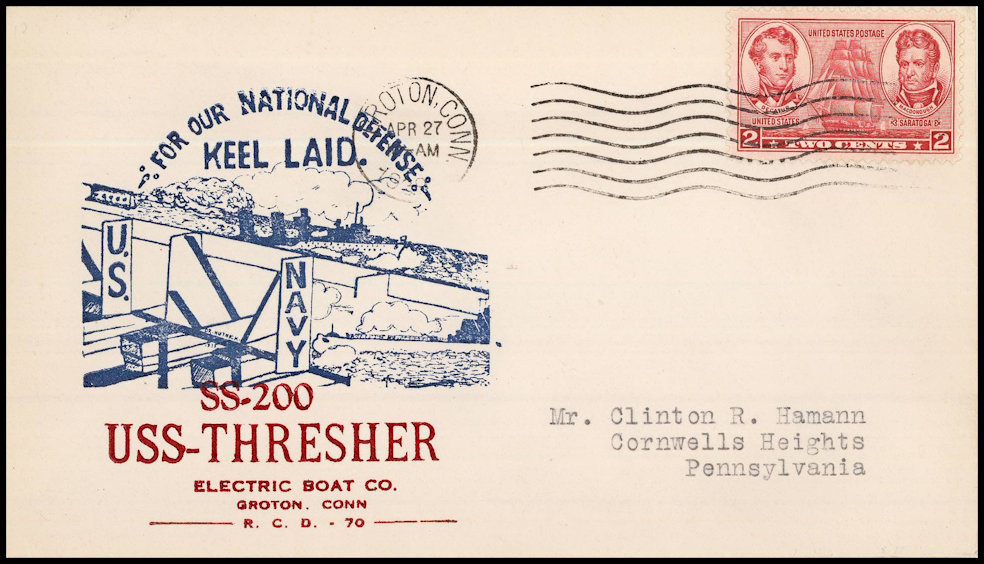 FOR OUR NATIONAL DEFENSE
KEEL LAID.
GROTON, CONN
APR 27
AM
UNITED STATES POSTAGE
DECATUR
MACDONOUGH
UNITED STATES
SARATOGA
2 TWO CENTS 2
U.S.
NAVY
SS-200
USS-THRESHER
ELECTRIC BOAT CO.
GROTON. CONN
R. C. D. - 70
Mr. Clinton R. Hamann
Cornwells Heights
Pennsylvania